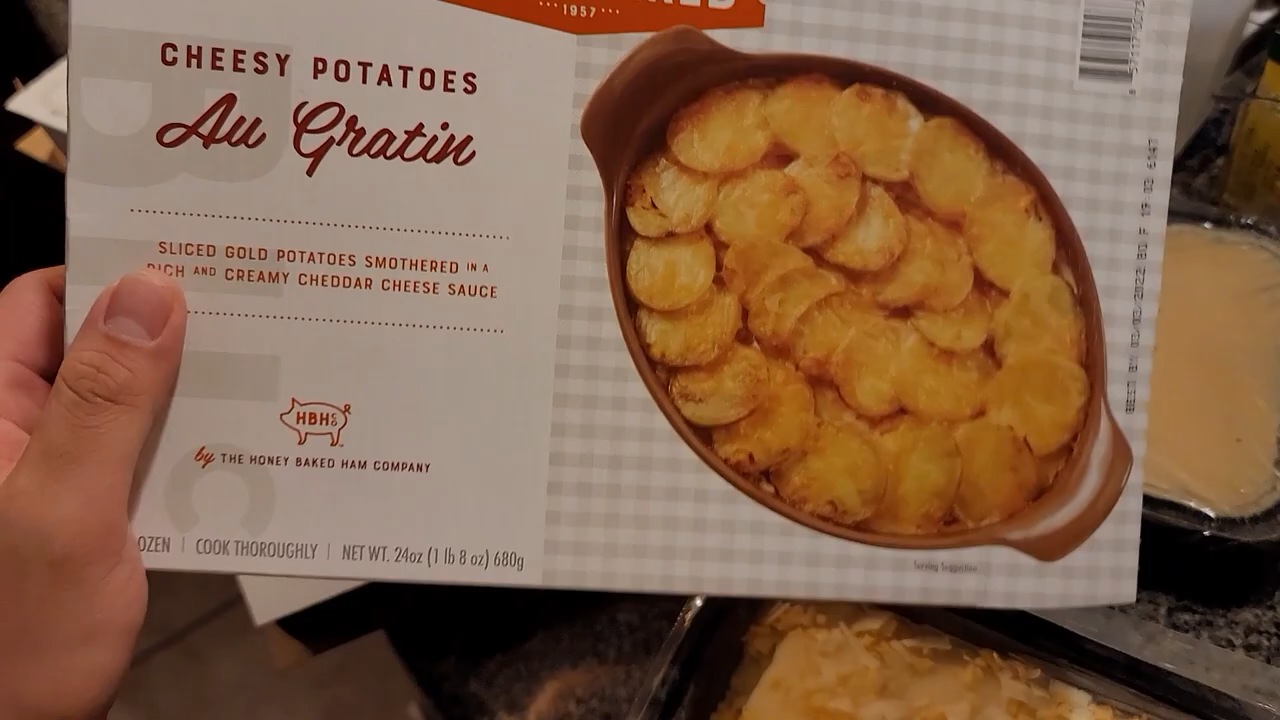 1957
CHEESY POTATOES
Au Gratin
SLICED GOLD POTATOES SMOTHERED IN A
RICH AND CREAMY CHEDDAR CHEESE SAUCE
HBH
by THE HONEY BAKED HAM COMPANY
OZEN | COOK THOROUGHLY | NET WT. 24oz (1 lb 8 oz) 680g
Serving Suggestion